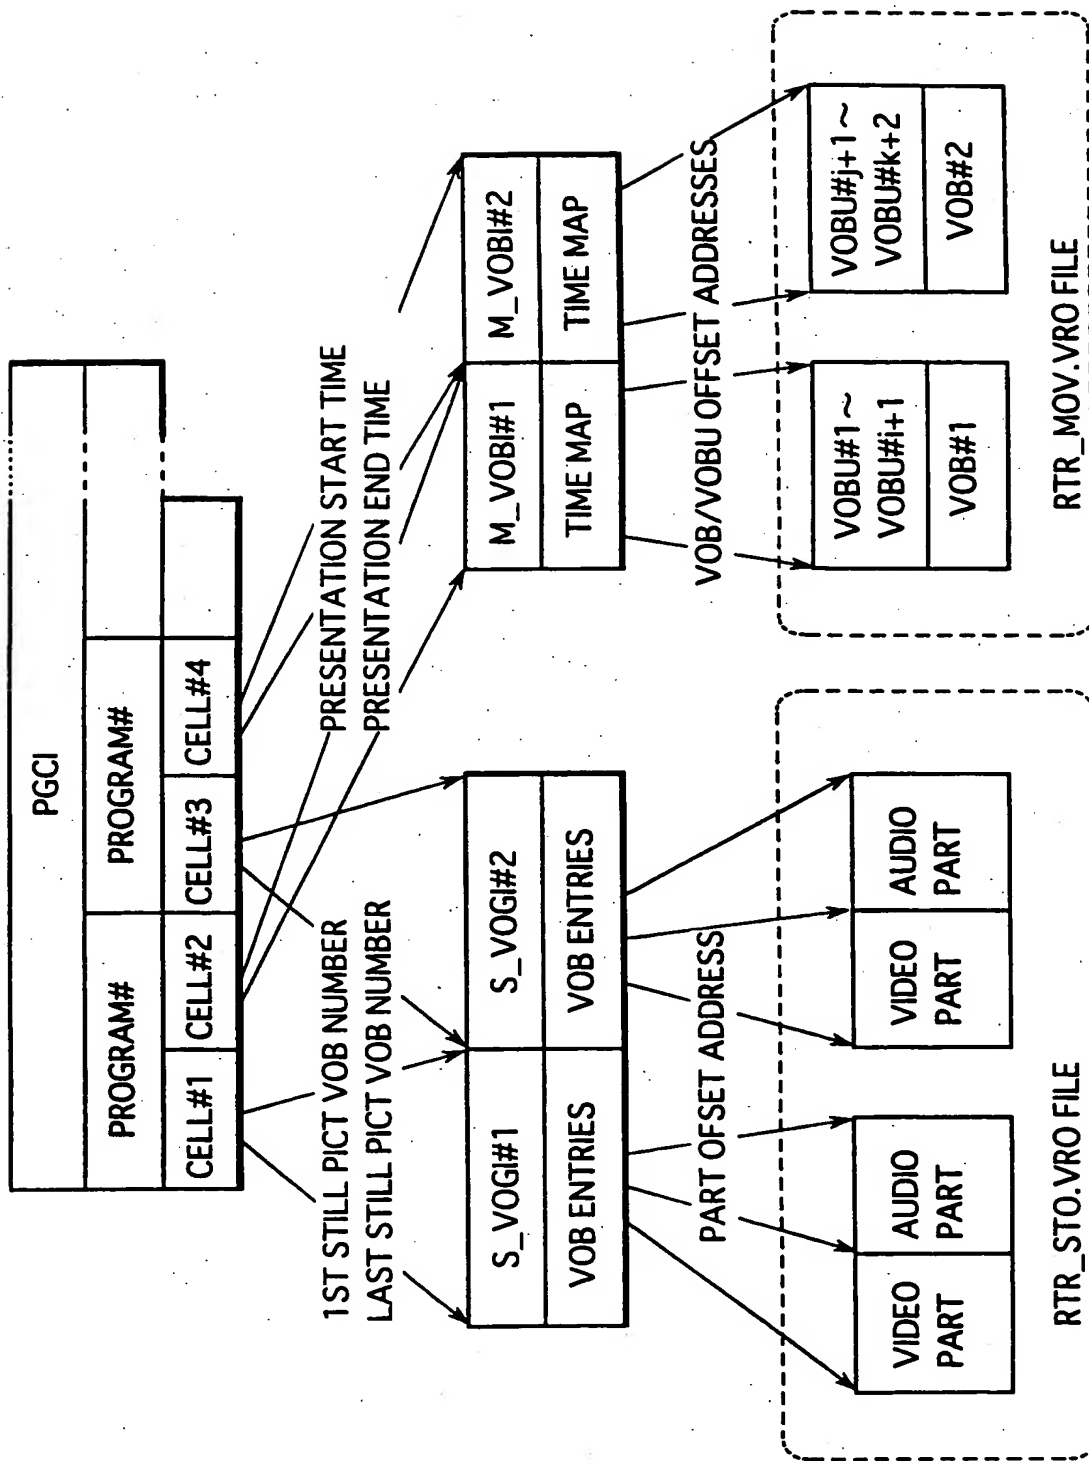 PGCI
PROGRAM#
PROGRAM#
CELL#1
CELL#2
CELL#3
CELL#4
1ST STILL PICT VOB NUMBER
LAST STILL PICT VOB NUMBER
PRESENTATION START TIME
PRESENTATION END TIME
S_VOGI#1
S_VOGI#2
VOB ENTRIES
VOB ENTRIES
M_VOBI#1
M_VOBI#2
TIME MAP
TIME MAP
PART OFFSET ADDRESS
VOB/VOBU OFFSET ADDRESSES
VIDEO
PART
AUDIO
PART
VIDEO
PART
AUDIO
PART
VOBU#1~
VOBU#i+1
VOB#1
VOBU#j+1~
VOBU#k+2
VOB#2
RTR_STO.VRO FILE
RTR_MOV.VRO FILE